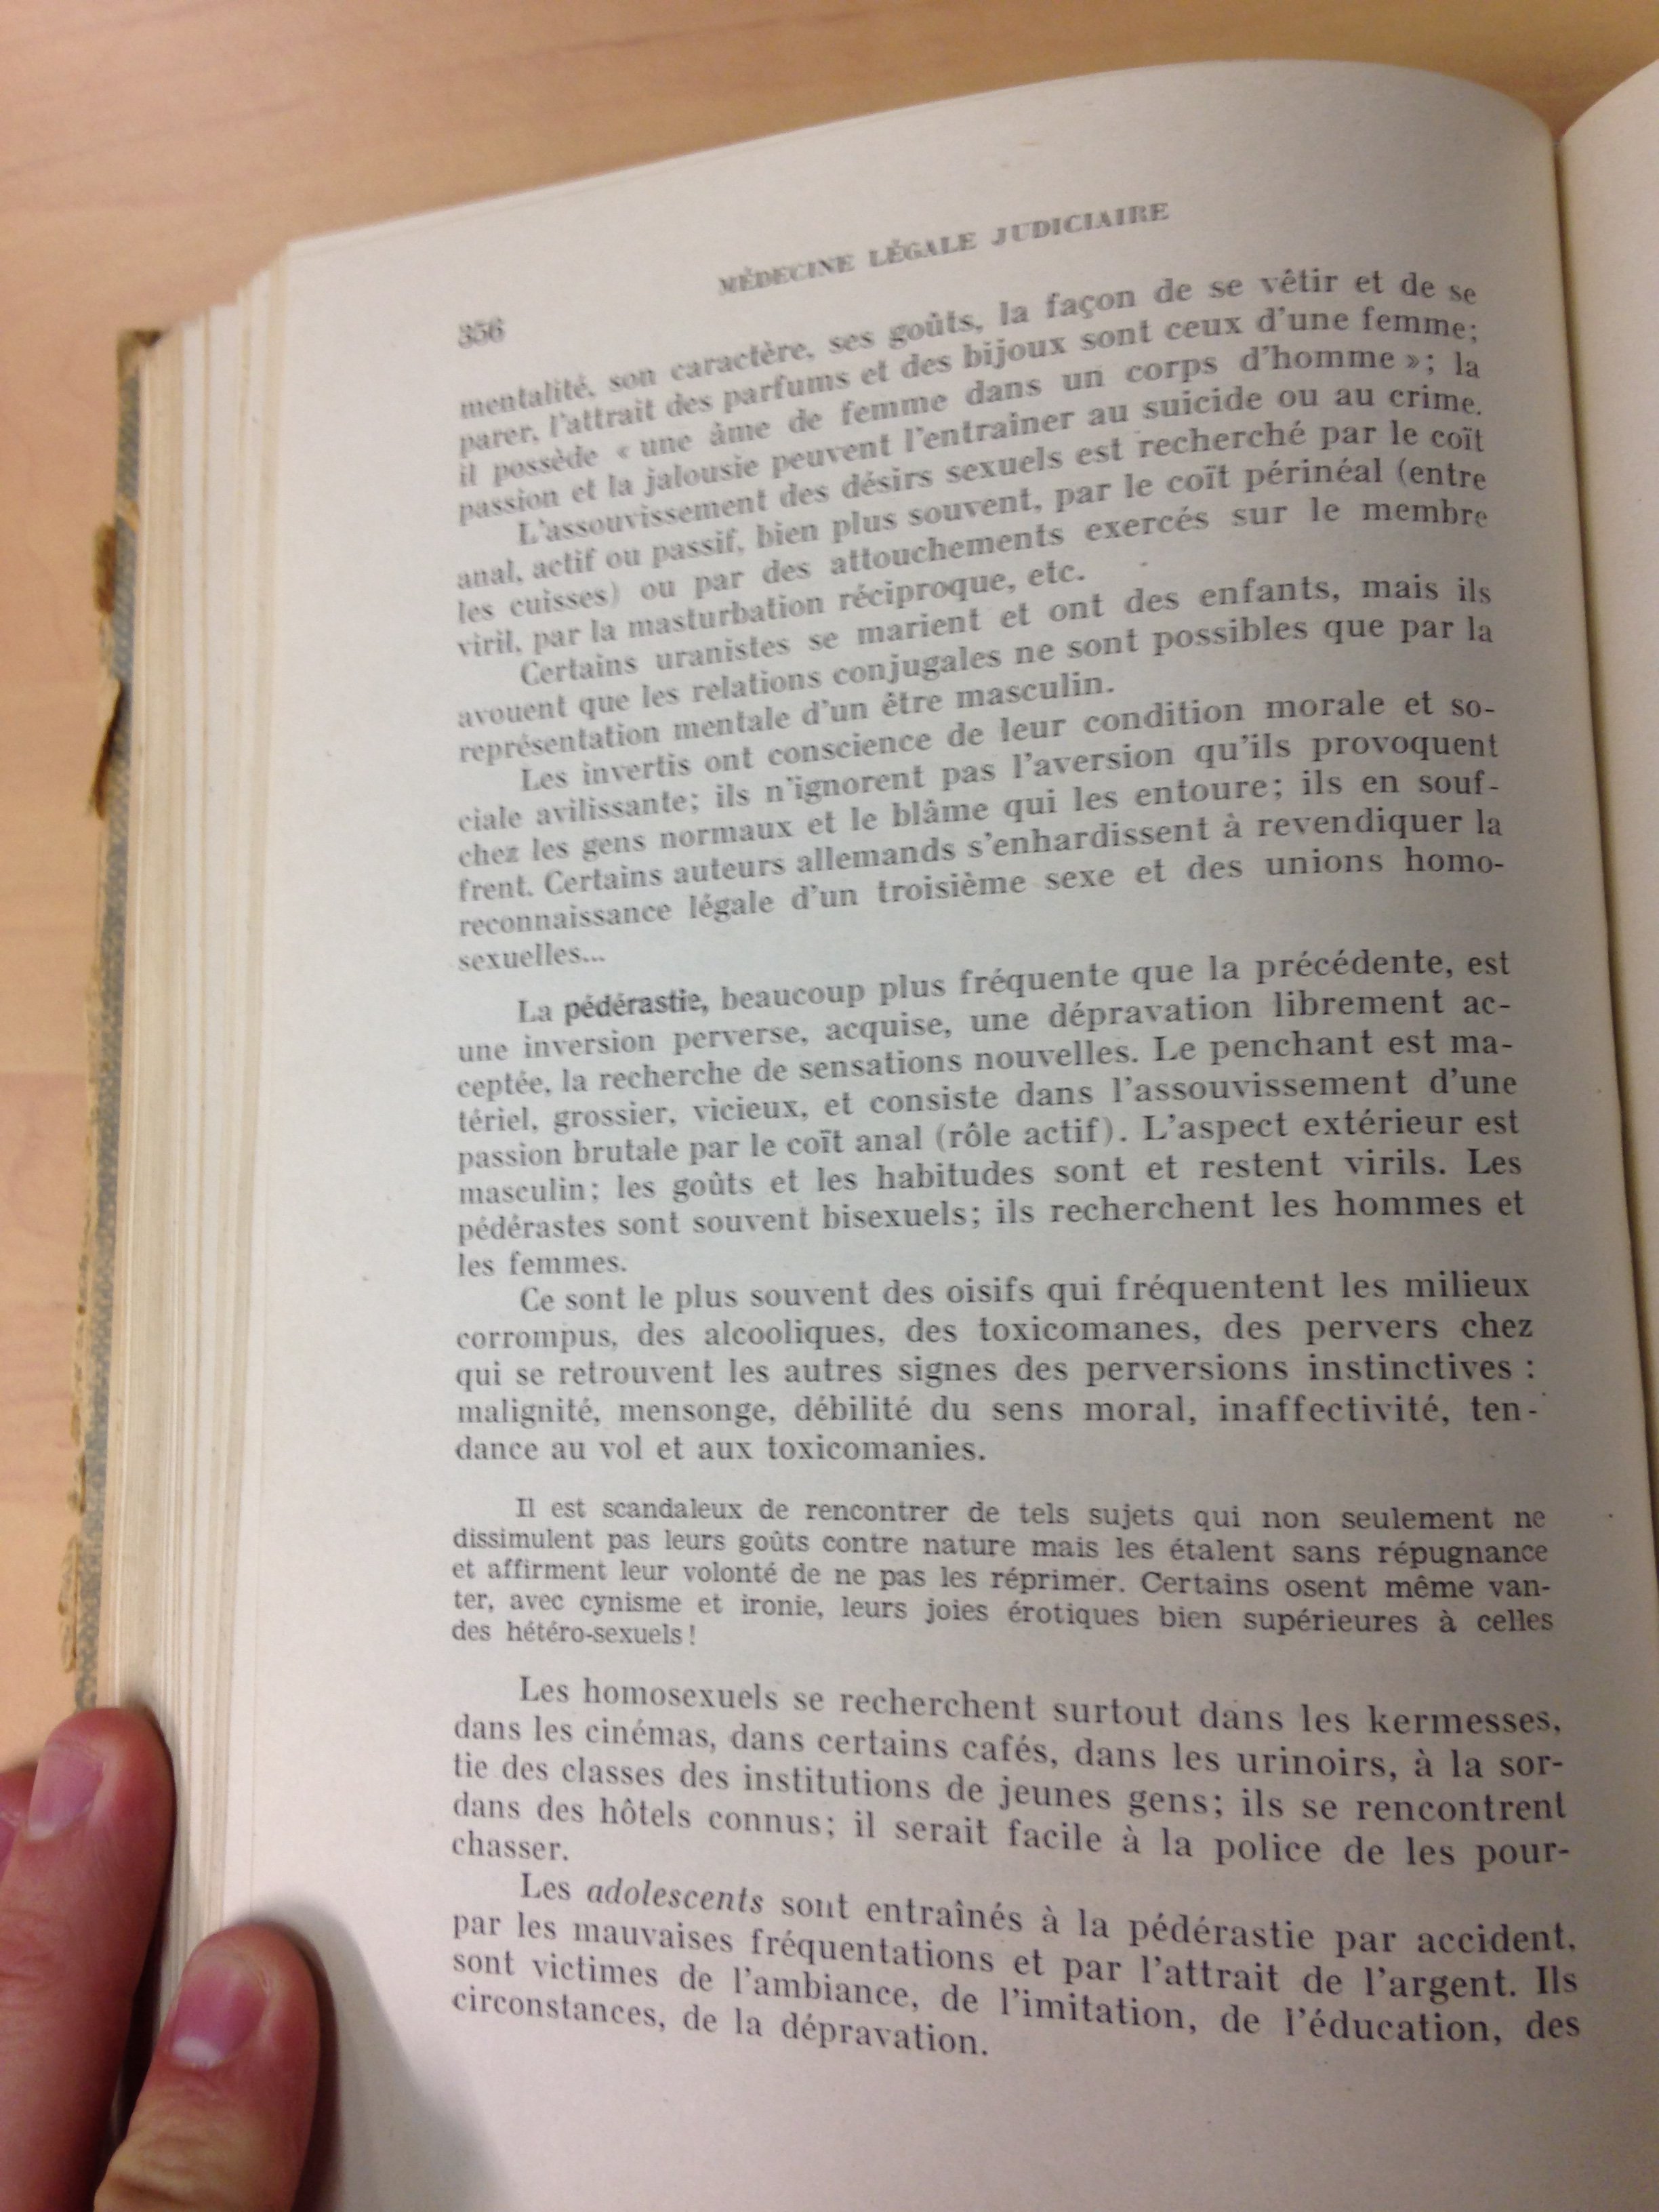 MÉDECINE LÉGALE JUDICIAIRE
356
mentalité, son caractère, ses goûts, la façon de se vêtir et de se
parer, l'attrait des parfums et des bijoux sont ceux d'une femme;
il possède « une âme de femme dans un corps d'homme »; la
passion et la jalousie peuvent l'entraîner au suicide ou au crime.
L'assouvissement des désirs sexuels est recherché par le coït
anal, actif ou passif, bien plus souvent, par le coït périnéal (entre
les cuisses) ou par des attouchements exercés sur le membre
viril, par la masturbation réciproque, etc.
Certains uranistes se marient et ont des enfants, mais ils
avouent que les relations conjugales ne sont possibles que par la
représentation mentale d'un être masculin.
Les invertis ont conscience de leur condition morale et so-
ciale avilissante; ils n'ignorent pas l'aversion qu'ils provoquent
chez les gens normaux et le blâme qui les entoure; ils en souf-
frent. Certains auteurs allemands s'enhardissent à revendiquer la
reconnaissance légale d'un troisième sexe et des unions homo-
sexuelles...
La pédérastie, beaucoup plus fréquente que la précédente, est
une inversion perverse, acquise, une dépravation librement ac-
ceptée, la recherche de sensations nouvelles. Le penchant est ma-
tériel, grossier, vicieux, et consiste dans l'assouvissement d'une
passion brutale par le coït anal (rôle actif). L'aspect extérieur est
masculin; les goûts et les habitudes sont et restent virils. Les
pédérastes sont souvent bisexuels; ils recherchent les hommes et
les femmes.
Ce sont le plus souvent des oisifs qui fréquentent les milieux
corrompus, des alcooliques, des toxicomanes, des pervers chez
qui se retrouvent les autres signes des perversions instinctives :
malignité, mensonge, débilité du sens moral, inaffectivité, ten-
dance au vol et aux toxicomanies.
Il est scandaleux de rencontrer de tels sujets qui non seulement ne
dissimulent pas leurs goûts contre nature mais les étalent sans répugnance
et affirment leur volonté de ne pas les réprimer. Certains osent même van-
ter, avec cynisme et ironie, leurs joies érotiques bien supérieures à celles
des hétéro-sexuels !
Les homosexuels se recherchent surtout dans les kermesses,
dans les cinémas, dans certains cafés, dans les urinoirs, à la sor-
tie des classes des institutions de jeunes gens; ils se rencontrent
dans des hôtels connus; il serait facile à la police de les pour-
chasser.
Les adolescents sont entraînés à la pédérastie par accident,
par les mauvaises fréquentations et par l'attrait de l'argent. Ils
sont victimes de l'ambiance, de l'imitation, de l'éducation, des
circonstances, de la dépravation.